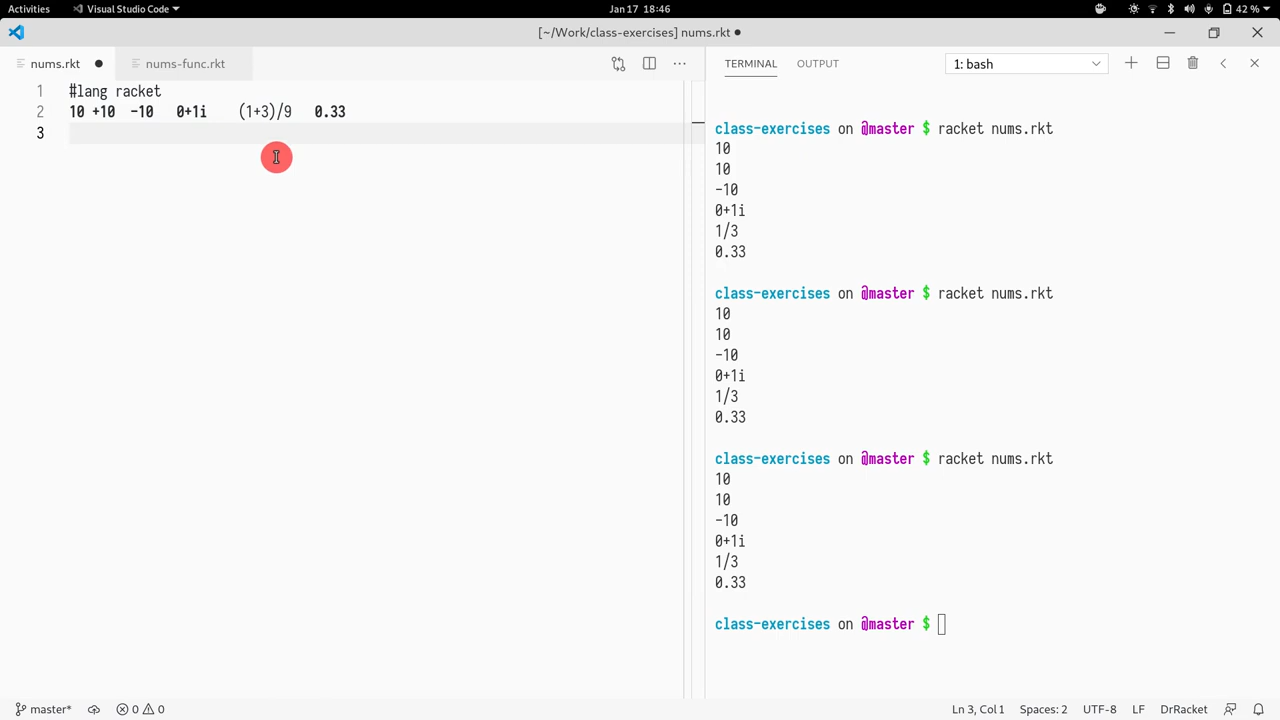 Activities
Visual Studio Code
Jan 17 18:46
42 %
[~/Work/class-exercises] nums.rkt ●
nums.rkt ●
nums-func.rkt
1 #lang racket
2 10 +10 -10 0+1i (1+3)/9 0.33
3
TERMINAL OUTPUT 1: bash
class-exercises on @master $ racket nums.rkt
10
10
-10
0+1i
1/3
0.33
class-exercises on @master $ racket nums.rkt
10
10
-10
0+1i
1/3
0.33
class-exercises on @master $ racket nums.rkt
10
10
-10
0+1i
1/3
0.33
class-exercises on @master $
master* 0 0 Ln 3, Col 1 Spaces: 2 UTF-8 LF DrRacket